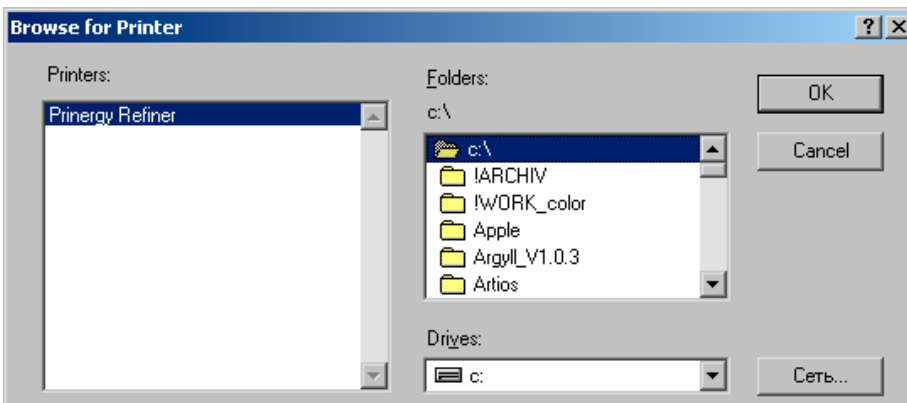 Browse for Printer
Printers:
Prinergy Refiner
Folders:
c:\
c:\
!ARCHIV
!WORK_color
Apple
Argyll_V1.0.3
Artios
Drives:
c:
OK
Cancel
Сеть...